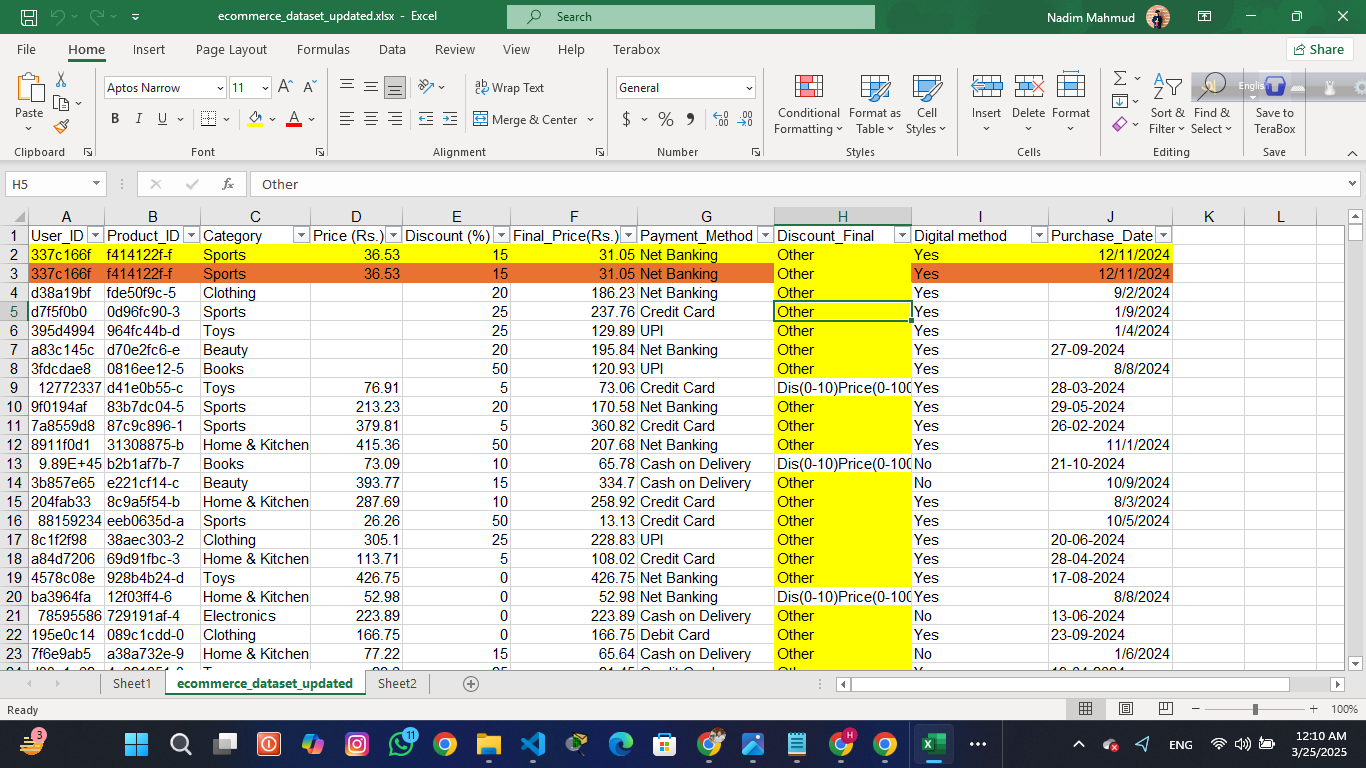 ecommerce_dataset_updated.xlsx - Excel
Search
Nadim Mahmud
File Home Insert Page Layout Formulas Data Review View Help Terabox
Share
Paste
Aptos Narrow 11
B I U
Wrap Text
Merge & Center
General
$ % 9
Conditional Formatting
Format as Table
Cell Styles
Insert Delete Format
Sort & Filter
Find & Select
English
Save to TeraBox
Clipboard Font Alignment Number Styles Cells Editing Save
H5 fx Other
A B C D E F G H I J K L
1 User_ID Product_ID Category Price (Rs.) Discount (%) Final_Price(Rs.) Payment_Method Discount_Final Digital method Purchase_Date
2 337c166f f414122f-f Sports 36.53 15 31.05 Net Banking Other Yes 12/11/2024
3 337c166f f414122f-f Sports 36.53 15 31.05 Net Banking Other Yes 12/11/2024
4 d38a19bf fde50f9c-5 Clothing 20 186.23 Net Banking Other Yes 9/2/2024
5 d7f5f0b0 0d96fc90-3 Sports 25 237.76 Credit Card Other Yes 1/9/2024
6 395d4994 964fc44b-d Toys 25 129.89 UPI Other Yes 1/4/2024
7 a83c145c d70e2fc6-e Beauty 20 195.84 Net Banking Other Yes 27-09-2024
8 3fdcdae8 0816ee12-5 Books 50 120.93 UPI Other Yes 8/8/2024
9 12772337 d41e0b55-c Toys 76.91 5 73.06 Credit Card Dis(0-10)Price(0-100 Yes 28-03-2024
10 9f0194af 83b7dc04-5 Sports 213.23 20 170.58 Net Banking Other Yes 29-05-2024
11 7a8559d8 87c9c896-1 Sports 379.81 5 360.82 Credit Card Other Yes 26-02-2024
12 8911f0d1 31308875-b Home & Kitchen 415.36 50 207.68 Net Banking Other Yes 11/1/2024
13 9.89E+45 b2b1af7b-7 Books 73.09 10 65.78 Cash on Delivery Dis(0-10)Price(0-100 No 21-10-2024
14 3b857e65 e221cf14-c Beauty 393.77 15 334.7 Cash on Delivery Other No 10/9/2024
15 204fab33 8c9a5f54-b Home & Kitchen 287.69 10 258.92 Credit Card Other Yes 8/3/2024
16 88159234 eeb0635d-a Sports 26.26 50 13.13 Credit Card Other Yes 10/5/2024
17 8c1f2f98 38aec303-2 Clothing 305.1 25 228.83 UPI Other Yes 20-06-2024
18 a84d7206 69d91fbc-3 Home & Kitchen 113.71 5 108.02 Credit Card Other Yes 28-04-2024
19 4578c08e 928b4b24-d Toys 426.75 0 426.75 Net Banking Other Yes 17-08-2024
20 ba3964fa 12f03ff4-6 Home & Kitchen 52.98 0 52.98 Net Banking Dis(0-10)Price(0-100 Yes 8/8/2024
21 78595586 729191af-4 Electronics 223.89 0 223.89 Cash on Delivery Other No 13-06-2024
22 195e0c14 089c1cdd-0 Clothing 166.75 0 166.75 Debit Card Other Yes 23-09-2024
23 7f6e9ab5 a38a732e-9 Home & Kitchen 77.22 15 65.64 Cash on Delivery Other No 1/6/2024
Sheet1 ecommerce_dataset_updated Sheet2
Ready
100%
3
11
H
ENG
12:10 AM
3/25/2025